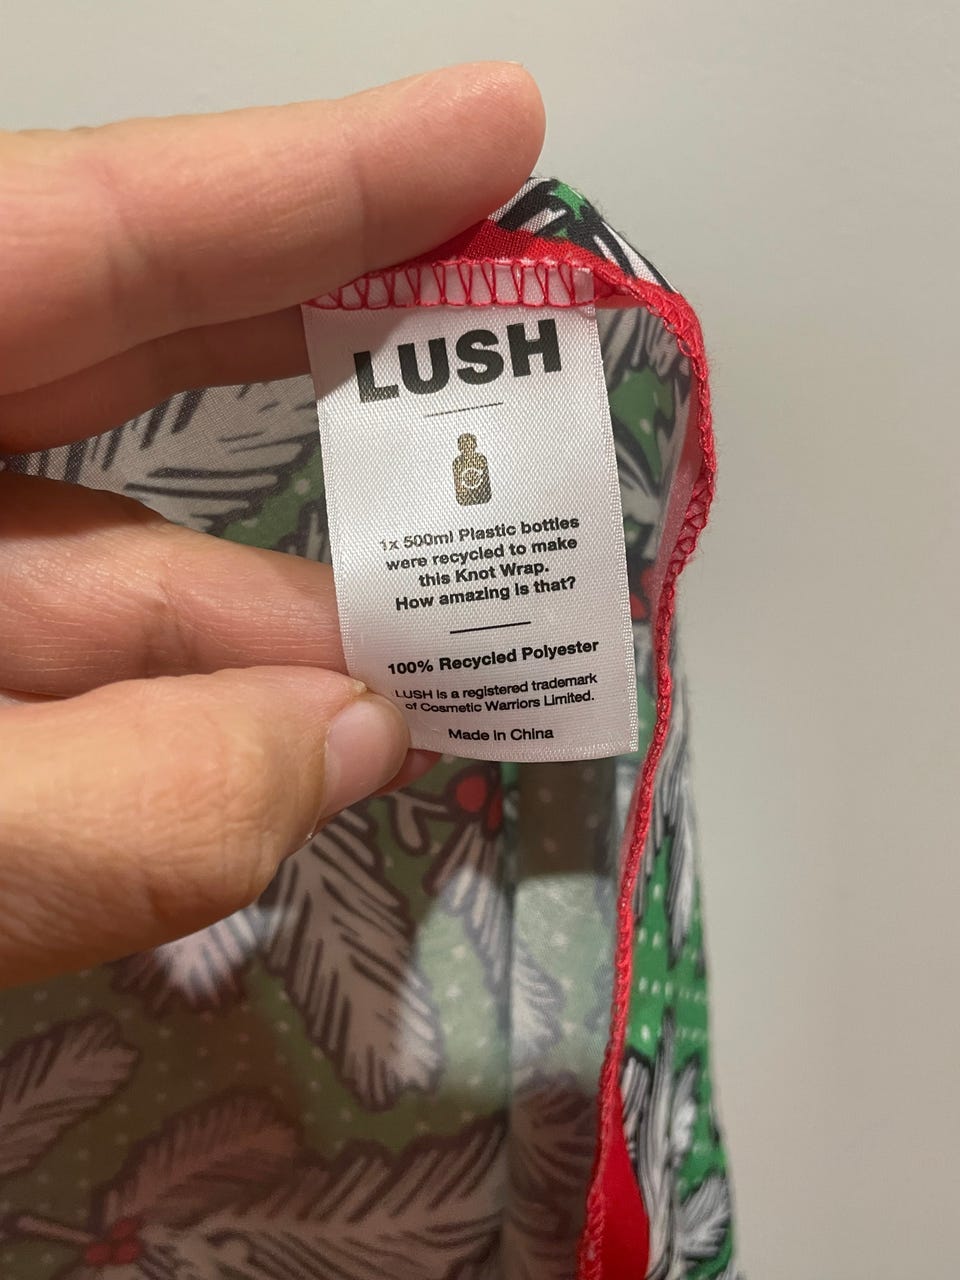 LUSH
1x 500ml Plastic bottles
were recycled to make
this Knot Wrap.
How amazing is that?
100% Recycled Polyester
LUSH is a registered trademark
of Cosmetic Warriors Limited.
Made in China